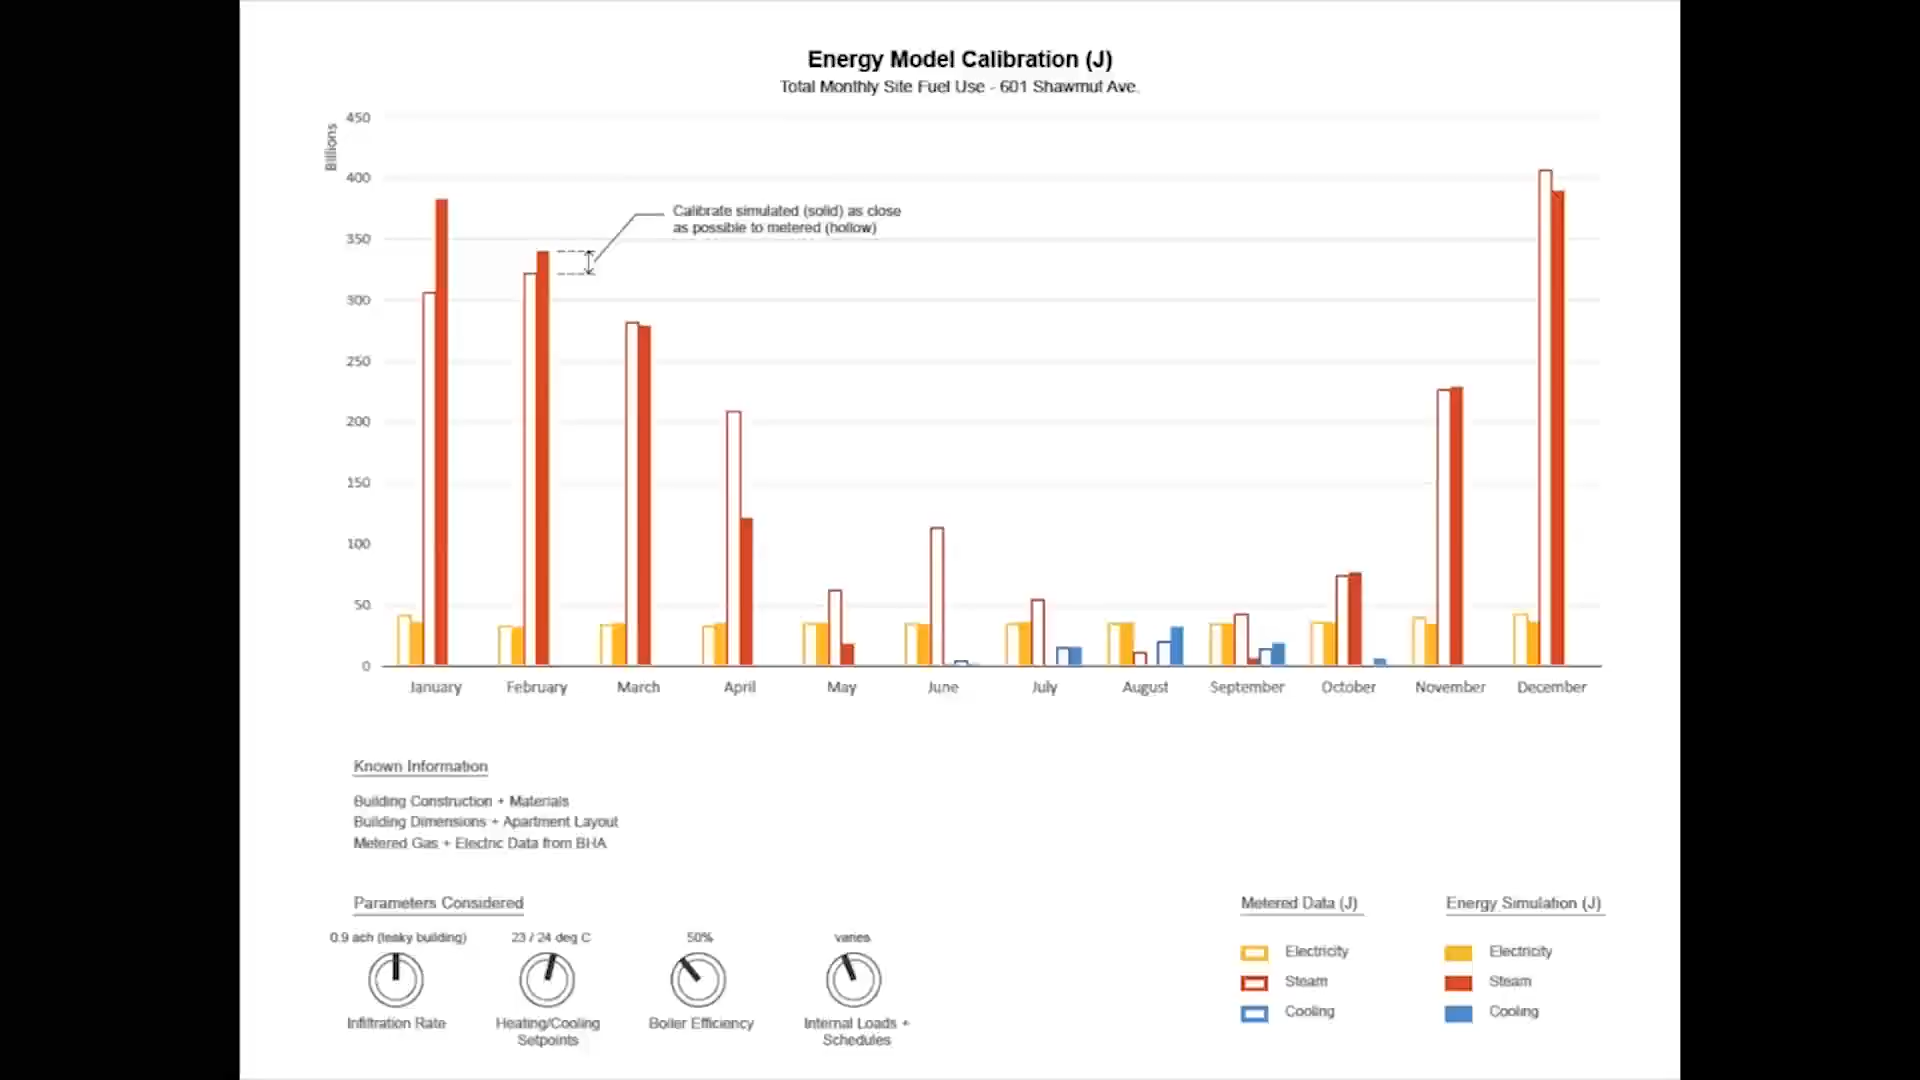 Energy Model Calibration (J)
Total Monthly Site Fuel Use - 601 Shawmut Ave.
Billions
450
400
350
300
250
200
150
100
50
0
Calibrate simulated (solid) as close
as possible to metered (hollow)
January February March April May June July August September October November December
Known Information
Building Construction + Materials
Building Dimensions + Apartment Layout
Metered Gas + Electric Data from BHA
Parameters Considered
0.9 ach (leaky building)
Infiltration Rate
23 / 24 deg C
Heating/Cooling
Setpoints
50%
Boiler Efficiency
varies
Internal Loads +
Schedules
Metered Data (J)
Electricity
Steam
Cooling
Energy Simulation (J)
Electricity
Steam
Cooling